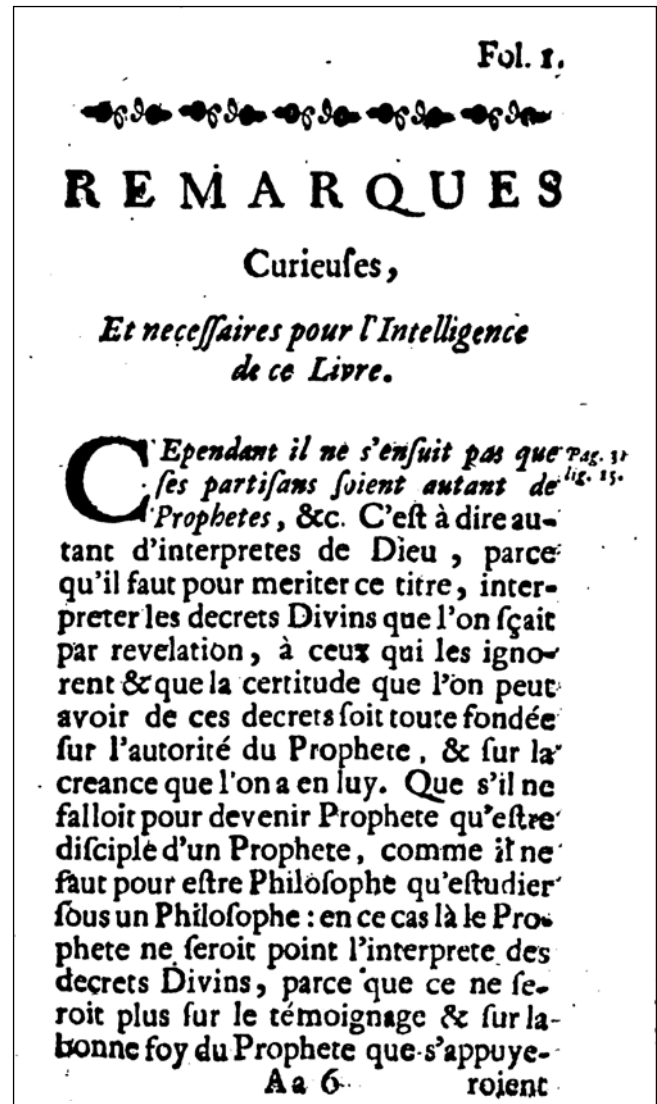 Fol. 1.
REMARQUES
Curieuſes,
Et neceſſaires pour l'Intelligence
de ce Livre.
CEpendant il ne s'enſuit pas que
Pag. 31
ſes partiſans ſoient autant de
lig. 15.
Prophetes, &c. C'eſt à dire au-
tant d'interpretes de Dieu, parce
qu'il faut pour meriter ce titre, inter-
preter les decrets Divins que l'on ſçait
par revelation, à ceux qui les igno-
rent & que la certitude que l'on peut
avoir de ces decrets ſoit toute fondée
ſur l'autorité du Prophete, & ſur la
creance que l'on a en luy. Que s'il ne
falloit pour devenir Prophete qu'eſtre
diſciple d'un Prophete, comme il ne
faut pour eſtre Philoſophe qu'eſtudier
ſous un Philoſophe : en ce cas là le Pro-
phete ne ſeroit point l'interprete des
decrets Divins, parce que ce ne ſe-
roit plus ſur le témoignage & ſur la
bonne foy du Prophete que s'appuye-
Aa 6 roient